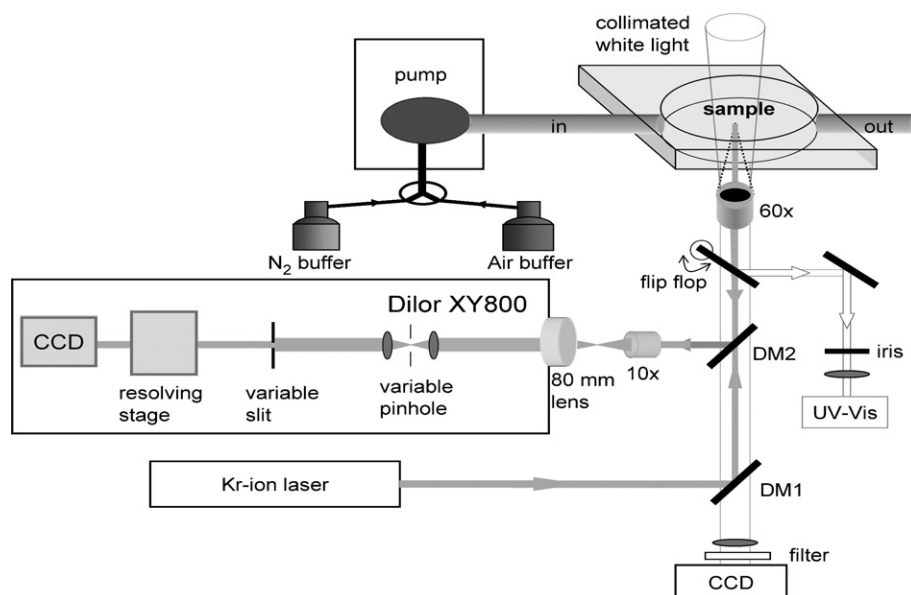 collimated
white light
pump
sample
in
out
60x
N₂ buffer
Air buffer
flip flop
Dilor XY800
CCD
DM2
iris
resolving
stage
variable
slit
variable
pinhole
80 mm
lens
10x
UV-Vis
Kr-ion laser
DM1
filter
CCD